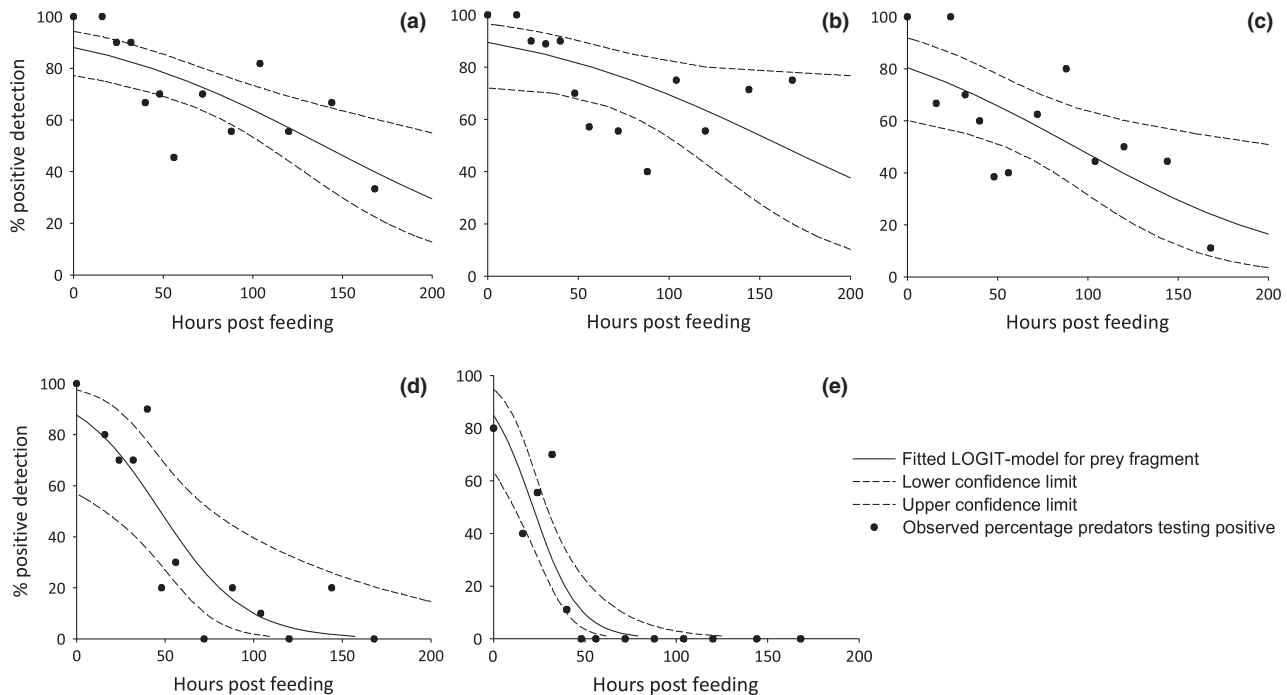 (a)
% positive detection
100
80
60
40
20
0
0 50 100 150 200
Hours post feeding
(b)
100
80
60
40
20
0
0 50 100 150 200
Hours post feeding
(c)
100
80
60
40
20
0
0 50 100 150 200
Hours post feeding
(d)
% positive detection
100
80
60
40
20
0
0 50 100 150 200
Hours post feeding
(e)
100
80
60
40
20
0
0 50 100 150 200
Hours post feeding
Fitted LOGIT-model for prey fragment
Lower confidence limit
Upper confidence limit
Observed percentage predators testing positive